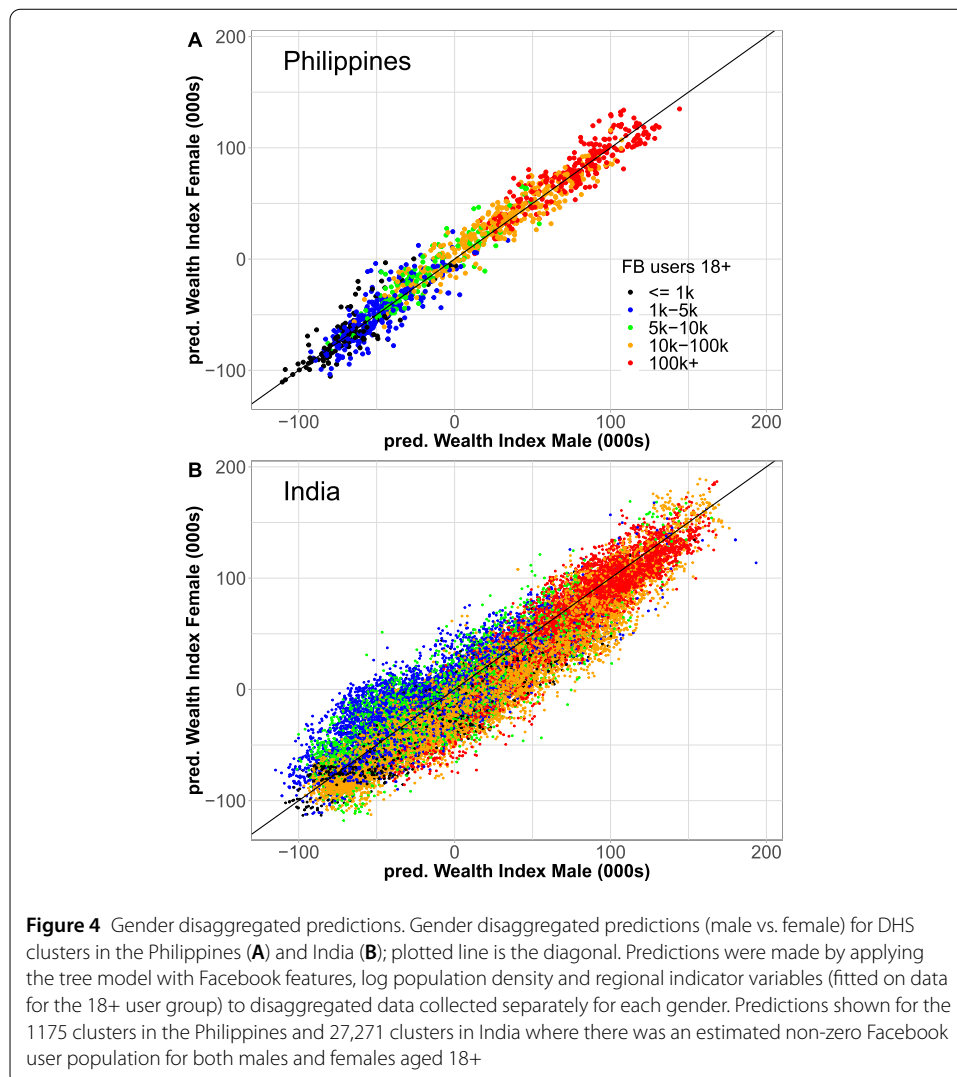 A
Philippines
200
100
0
−100
pred. Wealth Index Female (000s)
FB users 18+
<= 1k
1k−5k
5k−10k
10k−100k
100k+
−100
0
100
200
pred. Wealth Index Male (000s)
B
India
200
100
0
−100
pred. Wealth Index Female (000s)
−100
0
100
200
pred. Wealth Index Male (000s)
Figure 4 Gender disaggregated predictions. Gender disaggregated predictions (male vs. female) for DHS
clusters in the Philippines (A) and India (B); plotted line is the diagonal. Predictions were made by applying
the tree model with Facebook features, log population density and regional indicator variables (fitted on data
for the 18+ user group) to disaggregated data collected separately for each gender. Predictions shown for the
1175 clusters in the Philippines and 27,271 clusters in India where there was an estimated non-zero Facebook
user population for both males and females aged 18+